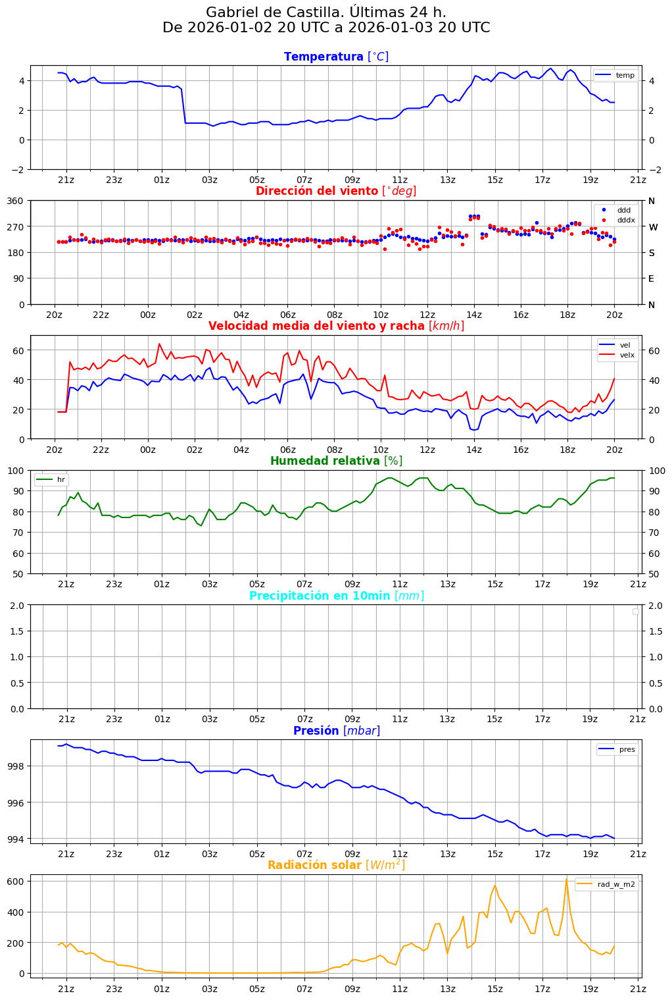 Gabriel de Castilla. Últimas 24 h.
De 2026-01-02 20 UTC a 2026-01-03 20 UTC
Temperatura [°C]
temp
4 4
2 2
0 0
−2 −2
21z 23z 01z 03z 05z 07z 09z 11z 13z 15z 17z 19z 21z
Dirección del viento [°deg]
ddd
dddx
360 N
270 W
180 S
90 E
0 N
20z 22z 00z 02z 04z 06z 08z 10z 12z 14z 16z 18z 20z
Velocidad media del viento y racha [km/h]
vel
velx
60 60
40 40
20 20
0 0
20z 22z 00z 02z 04z 06z 08z 10z 12z 14z 16z 18z 20z
Humedad relativa [%]
hr
100 100
90 90
80 80
70 70
60 60
50 50
21z 23z 01z 03z 05z 07z 09z 11z 13z 15z 17z 19z 21z
Precipitación en 10min [mm]
2.0 2.0
1.5 1.5
1.0 1.0
0.5 0.5
0.0 0.0
21z 23z 01z 03z 05z 07z 09z 11z 13z 15z 17z 19z 21z
Presión [mbar]
pres
998
996
994
21z 23z 01z 03z 05z 07z 09z 11z 13z 15z 17z 19z 21z
Radiación solar [W/m²]
rad_w_m2
600
400
200
0
21z 23z 01z 03z 05z 07z 09z 11z 13z 15z 17z 19z 21z